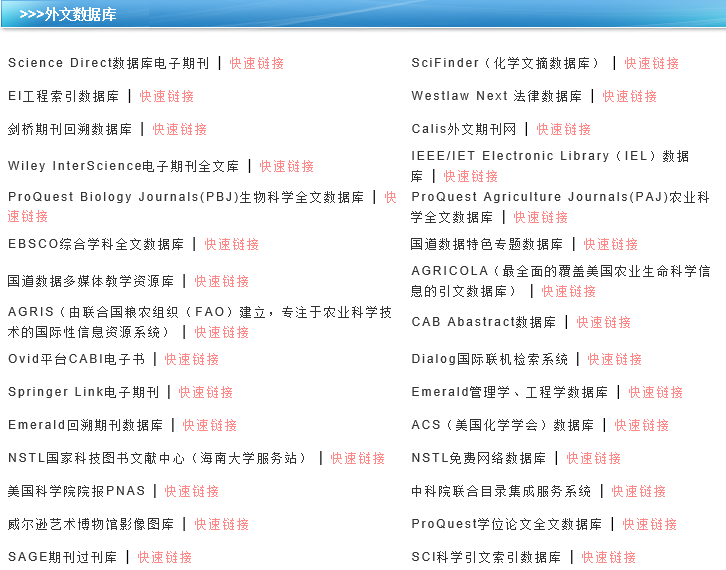 >>>外文数据库
Science Direct数据库电子期刊 | 快速链接
SciFinder（化学文摘数据库） | 快速链接
EI工程索引数据库 | 快速链接
Westlaw Next 法律数据库 | 快速链接
剑桥期刊回溯数据库 | 快速链接
Calis外文期刊网 | 快速链接
Wiley InterScience电子期刊全文库 | 快速链接
IEEE/IET Electronic Library（IEL）数据
库 | 快速链接
ProQuest Biology Journals(PBJ)生物科学全文数据库 | 快
速链接
ProQuest Agriculture Journals(PAJ)农业科
学全文数据库 | 快速链接
EBSCO综合学科全文数据库 | 快速链接
国道数据特色专题数据库 | 快速链接
国道数据多媒体教学资源库 | 快速链接
AGRICOLA（最全面的覆盖美国农业生命科学信
息的引文数据库） | 快速链接
AGRIS（由联合国粮农组织（FAO）建立，专注于农业科学技
术的国际性信息资源系统） | 快速链接
CAB Abastract数据库 | 快速链接
Ovid平台CABI电子书 | 快速链接
Dialog国际联机检索系统 | 快速链接
Springer Link电子期刊 | 快速链接
Emerald管理学、工程学数据库 | 快速链接
Emerald回溯期刊数据库 | 快速链接
ACS（美国化学学会）数据库 | 快速链接
NSTL国家科技图书文献中心（海南大学服务站） | 快速链接
NSTL免费网络数据库 | 快速链接
美国科学院院报PNAS | 快速链接
中科院联合目录集成服务系统 | 快速链接
威尔逊艺术博物馆影像图库 | 快速链接
ProQuest学位论文全文数据库 | 快速链接
SAGE期刊过刊库 | 快速链接
SCI科学引文索引数据库 | 快速链接